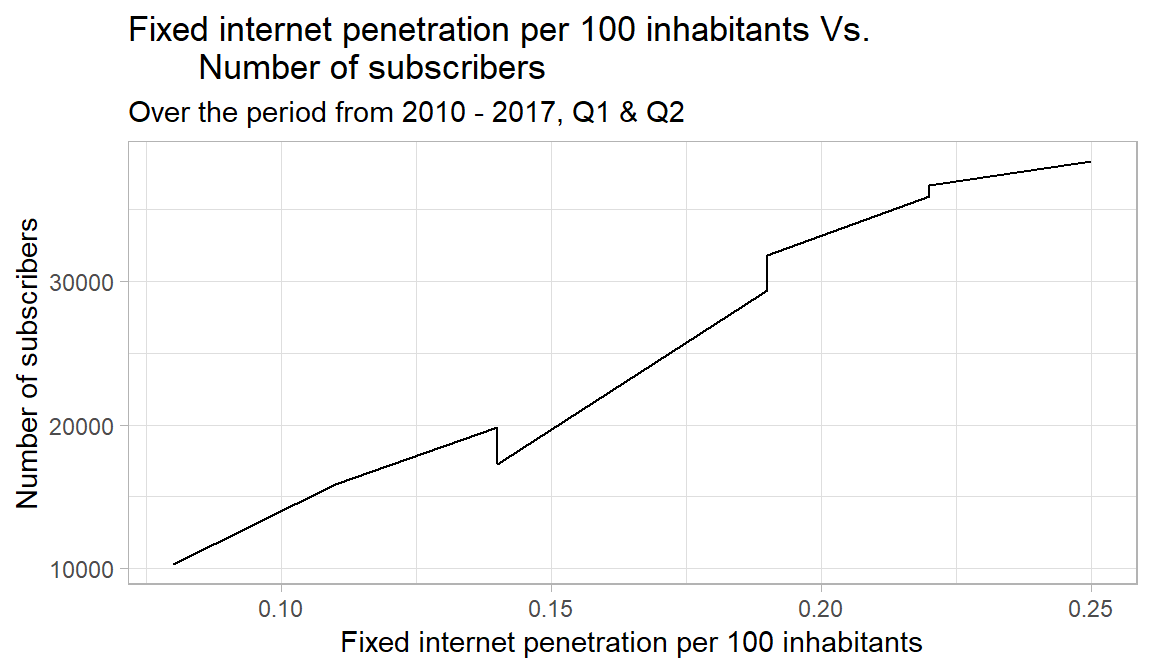 Fixed internet penetration per 100 inhabitants Vs.
Number of subscribers
Over the period from 2010 - 2017, Q1 & Q2
Number of subscribers
30000
20000
10000
0.10
0.15
0.20
0.25
Fixed internet penetration per 100 inhabitants